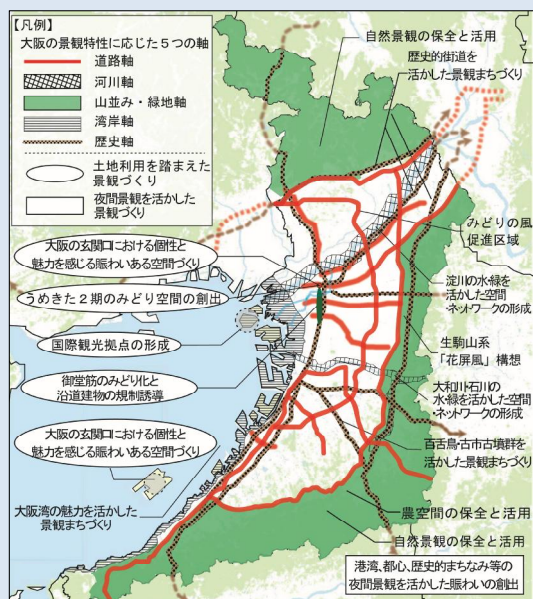 【凡例】
大阪の景観特性に応じた５つの軸
道路軸
河川軸
山並み・緑地軸
湾岸軸
歴史軸
土地利用を踏まえた
景観づくり
夜間景観を活かした
景観づくり
自然景観の保全と活用
歴史的街道を
活かした景観まちづくり
みどりの風
促進区域
大阪の玄関口における個性と
魅力を感じる賑わいある空間づくり
うめきた２期のみどり空間の創出
国際観光拠点の形成
御堂筋のみどり化と
沿道建物の規制誘導
大阪の玄関口における個性と
魅力を感じる賑わいある空間づくり
大阪湾の魅力を活かした
景観まちづくり
淀川の水・緑を
活かした空間
・ネットワークの形成
生駒山系
「花屏風」構想
大和川・石川の
水・緑を活かした空間
・ネットワークの形成
百舌鳥・古市古墳群を
活かした景観まちづくり
農空間の保全と活用
自然景観の保全と活用
港湾、都心、歴史的まちなみ等の
夜間景観を活かした賑わいの創出